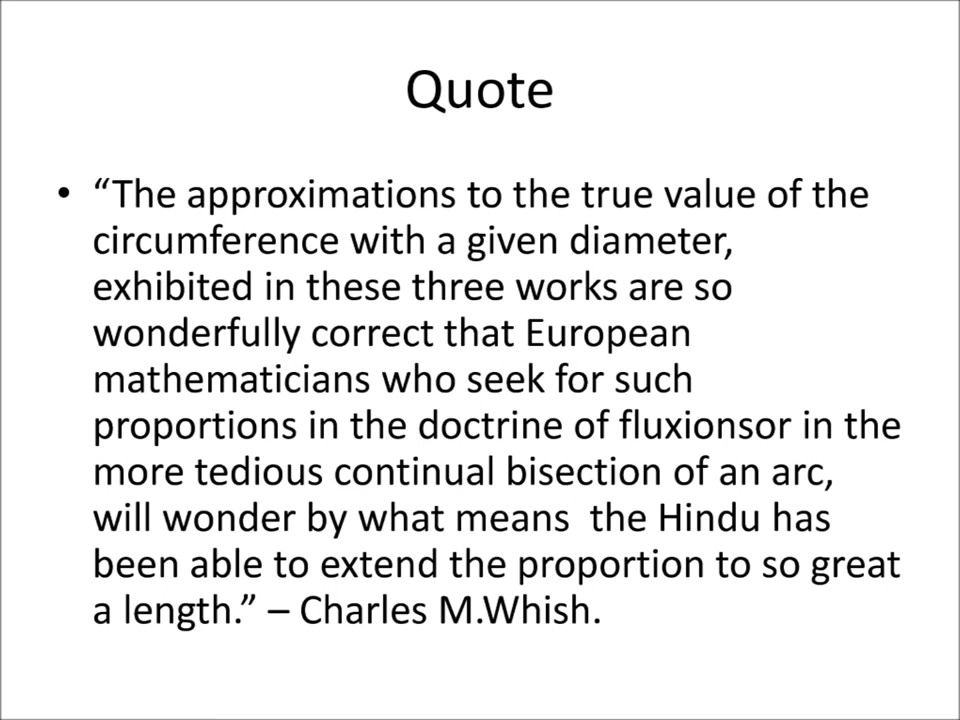 Quote
• “The approximations to the true value of the
circumference with a given diameter,
exhibited in these three works are so
wonderfully correct that European
mathematicians who seek for such
proportions in the doctrine of fluxionsor in the
more tedious continual bisection of an arc,
will wonder by what means  the Hindu has
been able to extend the proportion to so great
a length.” – Charles M.Whish.